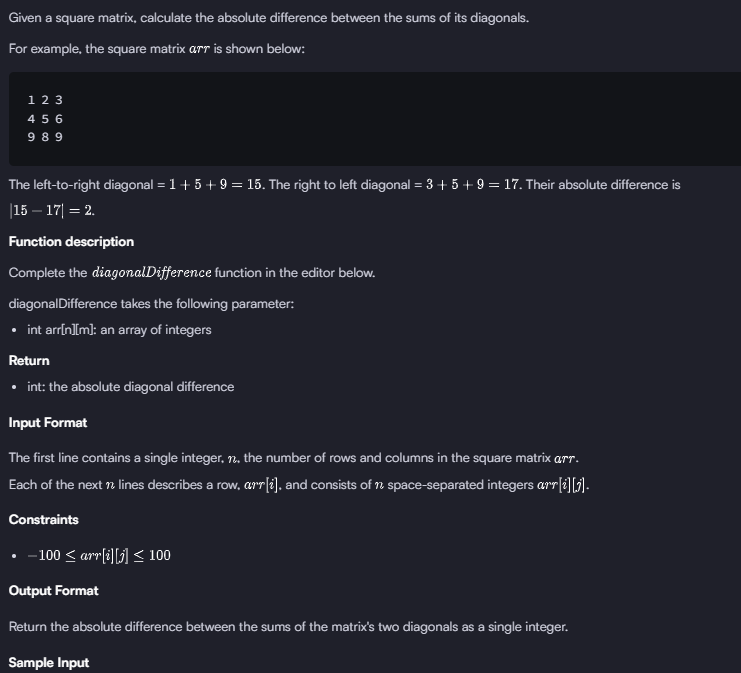 Given a square matrix, calculate the absolute difference between the sums of its diagonals.
For example, the square matrix arr is shown below:
1 2 3
4 5 6
9 8 9
The left-to-right diagonal = 1 + 5 + 9 = 15. The right to left diagonal = 3 + 5 + 9 = 17. Their absolute difference is
|15 − 17| = 2.
Function description
Complete the diagonalDifference function in the editor below.
diagonalDifference takes the following parameter:
• int arr[n][m]: an array of integers
Return
• int: the absolute diagonal difference
Input Format
The first line contains a single integer, n, the number of rows and columns in the square matrix arr.
Each of the next n lines describes a row, arr[i], and consists of n space-separated integers arr[i][j].
Constraints
• −100 ≤ arr[i][j] ≤ 100
Output Format
Return the absolute difference between the sums of the matrix's two diagonals as a single integer.
Sample Input